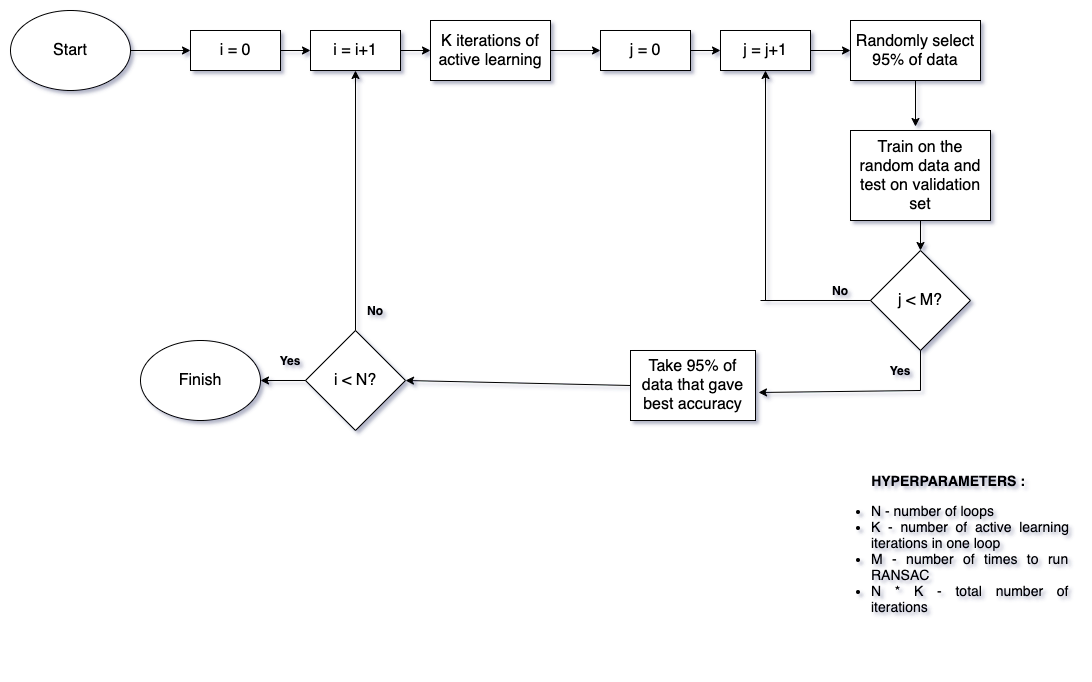 Start
i = 0
i = i+1
K iterations of
active learning
j = 0
j = j+1
Randomly select
95% of data
Train on the
random data and
test on validation
set
No
j < M?
Yes
Take 95% of
data that gave
best accuracy
No
i < N?
Yes
Finish
HYPERPARAMETERS :
• N - number of loops
• K - number of active learning
iterations in one loop
• M - number of times to run
RANSAC
• N * K - total number of
iterations